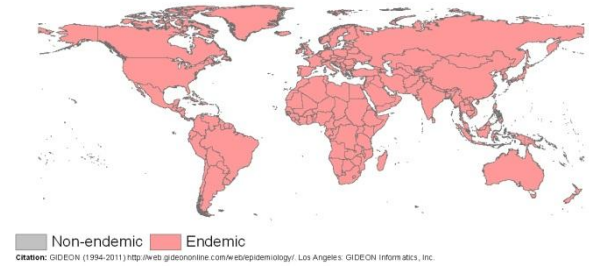 Non-endemic Endemic
Citation: GIDEON (1994-2011) http://web.gideononline.com/web/epidemiology/. Los Angeles: GIDEON Informatics, Inc.